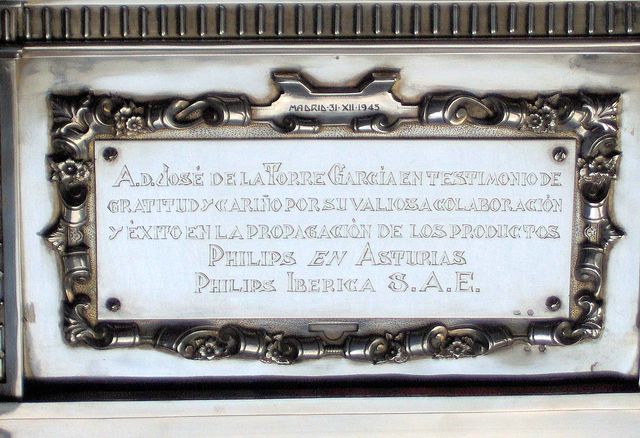 MADRID·31·XII·1945
A.D. JOSÉ DE LA TORRE GARCÍA EN TESTIMONIO DE
GRATITUD Y CARIÑO POR SU VALIOSA COLABORACIÓN
Y ÉXITO EN LA PROPAGACIÓN DE LOS PRODUCTOS
PHILIPS EN ASTURIAS
PHILIPS IBERICA S.A.E.